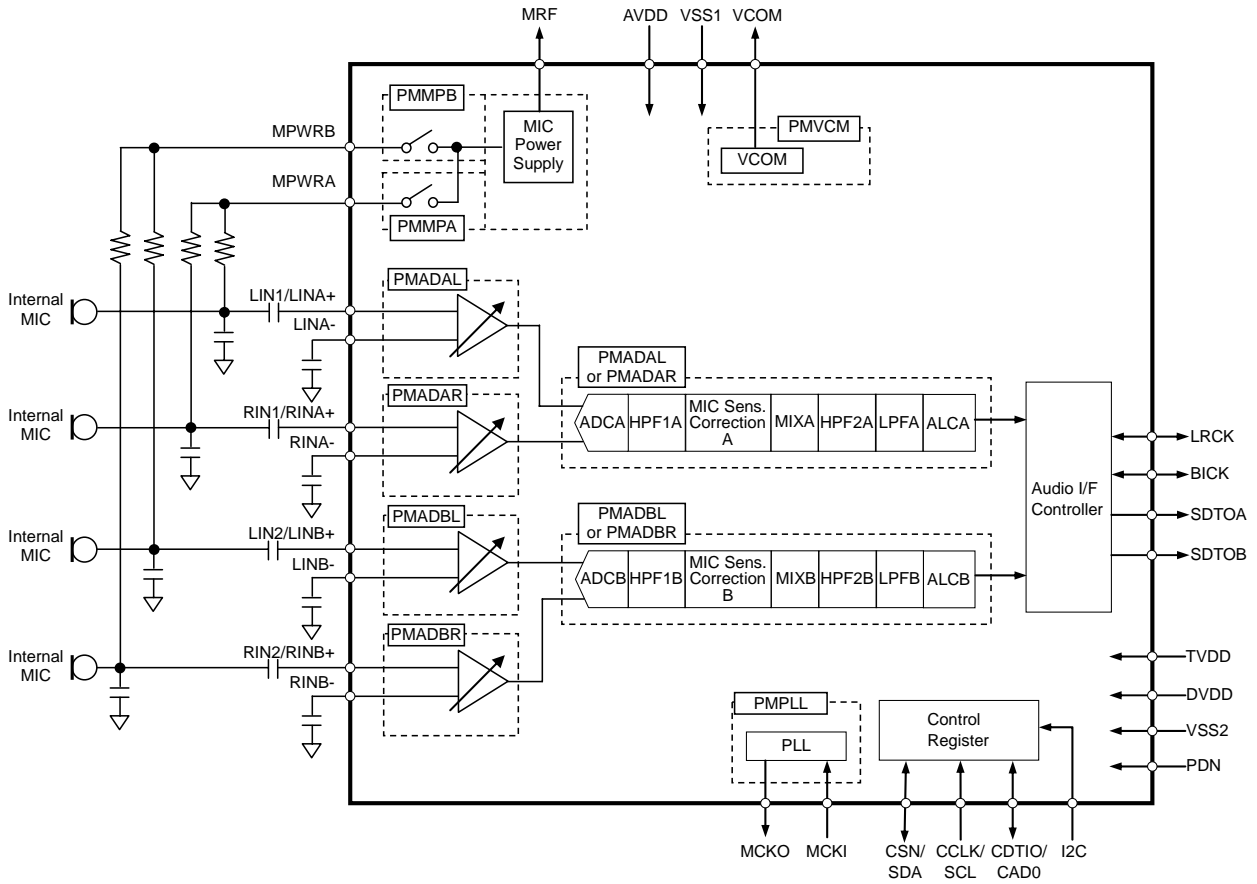 MRF
AVDD
VSS1
VCOM
PMMPB
MPWRB
MIC
Power
Supply
PMVCM
VCOM
MPWRA
PMMPA
PMADAL
Internal
MIC
LIN1/LINA+
LINA-
PMADAL
or PMADAR
PMADAR
Internal
MIC
RIN1/RINA+
RINA-
ADCA
HPF1A
MIC Sens.
Correction
A
MIXA
HPF2A
LPFA
ALCA
LRCK
BICK
Audio I/F
Controller
SDTOA
SDTOB
PMADBL
or PMADBR
PMADBL
Internal
MIC
LIN2/LINB+
LINB-
ADCB
HPF1B
MIC Sens.
Correction
B
MIXB
HPF2B
LPFB
ALCB
PMADBR
Internal
MIC
RIN2/RINB+
RINB-
TVDD
DVDD
VSS2
PDN
PMPLL
PLL
Control
Register
MCKO
MCKI
CSN/
SDA
CCLK/
SCL
CDTIO/
CAD0
I2C